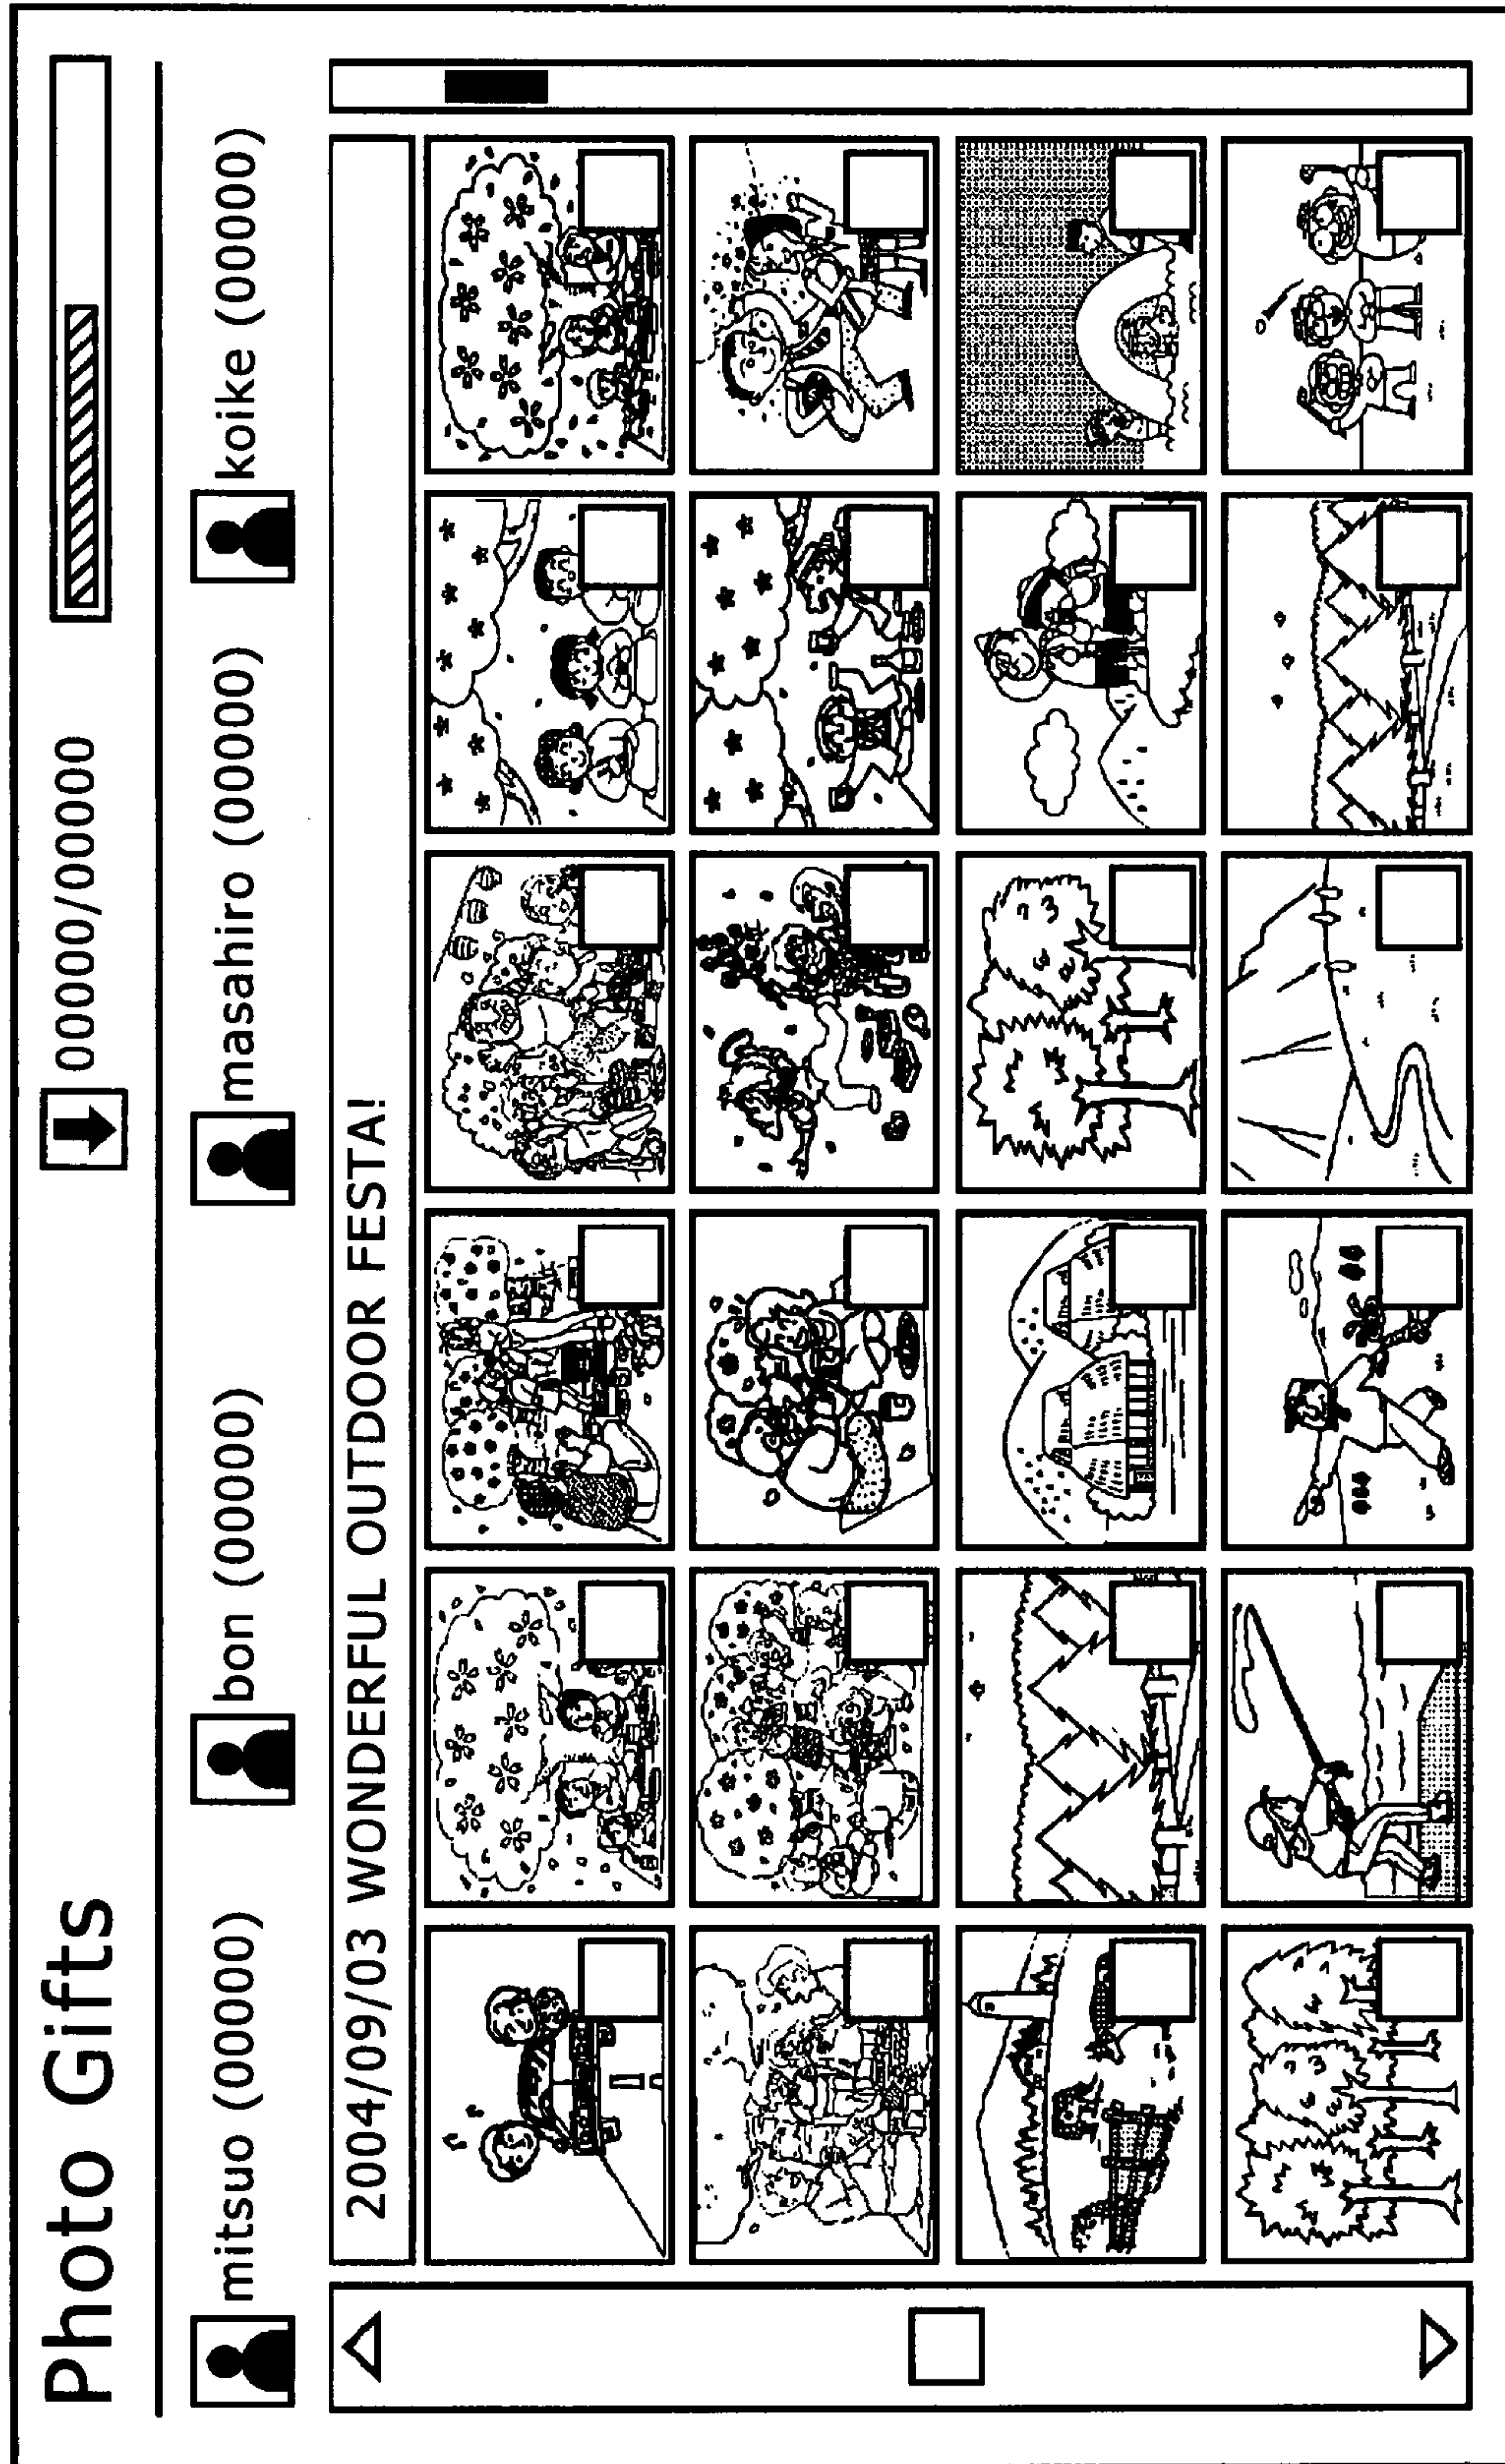 Photo Gifts 00000/00000
mitsuo (00000) bon (00000) masahiro (00000) koike (00000)
2004/09/03 WONDERFUL OUTDOOR FESTA!